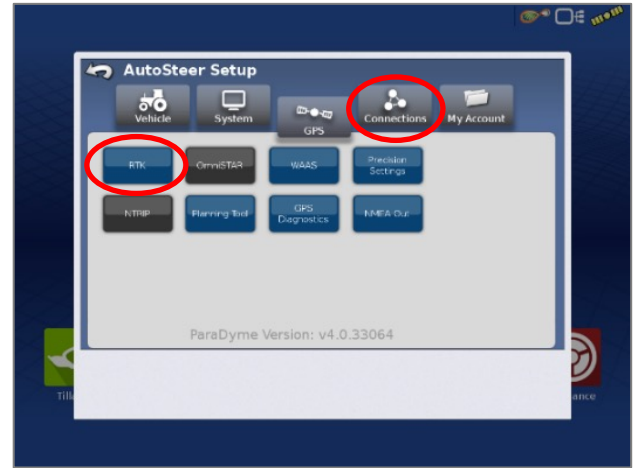 AutoSteer Setup
Vehicle System GPS Connections My Account
RTK OmniSTAR WAAS Precision Settings
NTRIP Planning Tool GPS Diagnostics NMEA Out
ParaDyme Version: v4.0.33064
Till
ance